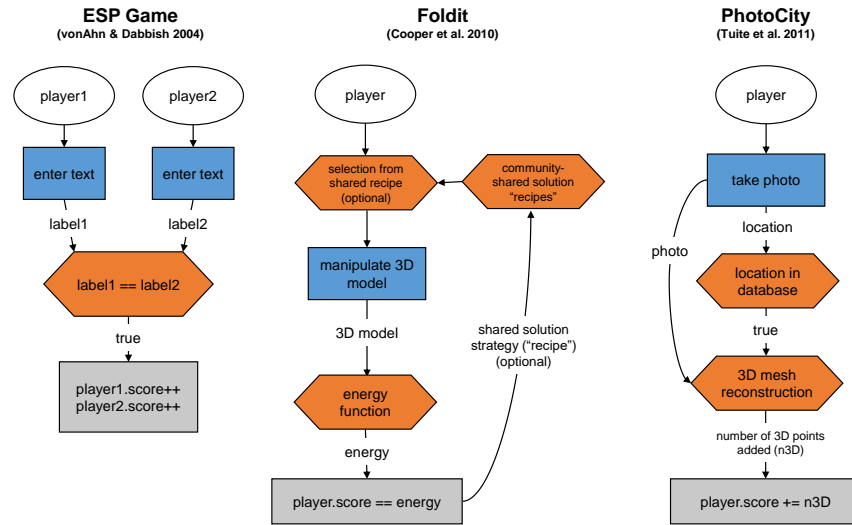 ESP Game
(vonAhn & Dabbish 2004)
player1
player2
enter text
enter text
label1
label2
label1 == label2
true
player1.score++
player2.score++
Foldit
(Cooper et al. 2010)
player
selection from
shared recipe
(optional)
community-
shared solution
“recipes”
manipulate 3D
model
3D model
shared solution
strategy (“recipe”)
(optional)
energy
function
energy
player.score == energy
PhotoCity
(Tuite et al. 2011)
player
take photo
location
photo
location in
database
true
3D mesh
reconstruction
number of 3D points
added (n3D)
player.score += n3D